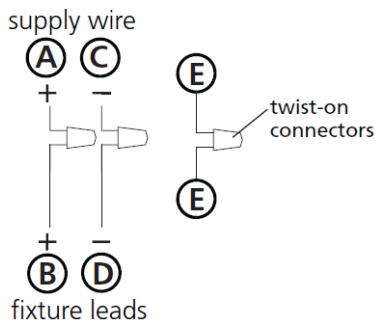 supply wire
A C
E
+ −
twist-on
connectors
E
+ −
B D
fixture leads